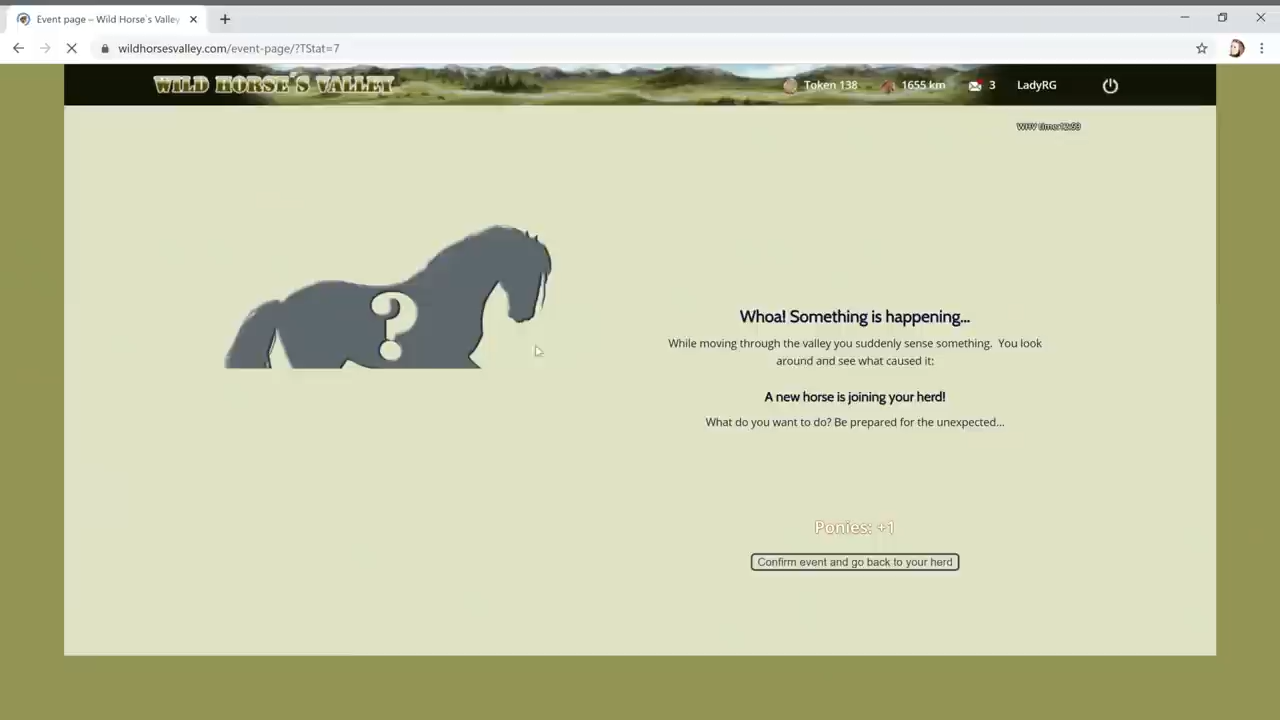 Event page – Wild Horse´s Valley
wildhorsesvalley.com/event-page/?TStat=7
WILD HORSE´S VALLEY
Token 138
1655 km
3
LadyRG
WHV time:
?
Whoa! Something is happening...
While moving through the valley you suddenly sense something. You look
around and see what caused it:
A new horse is joining your herd!
What do you want to do? Be prepared for the unexpected...
Ponies: +1
Confirm event and go back to your herd